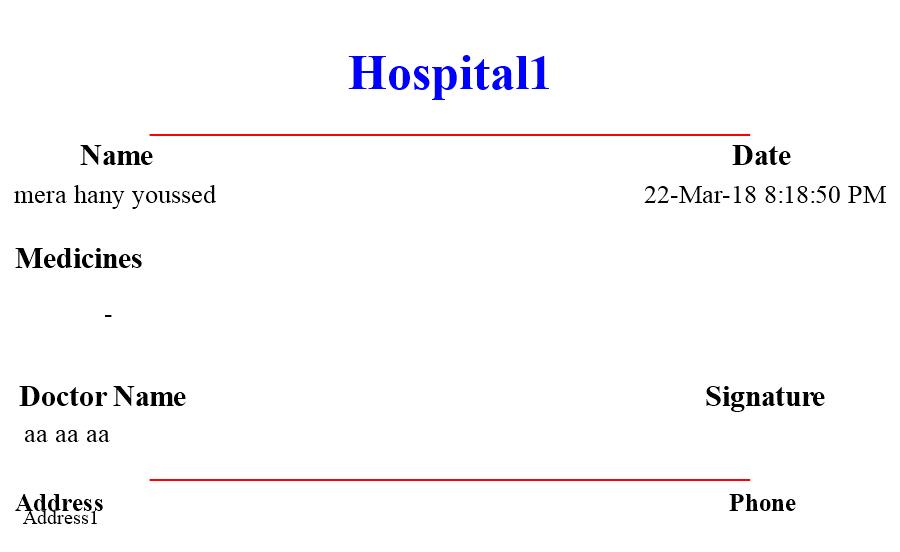 Hospital1
Name Date
mera hany youssed 22-Mar-18 8:18:50 PM
Medicines
-
Doctor Name Signature
aa aa aa
Address Phone
Address1